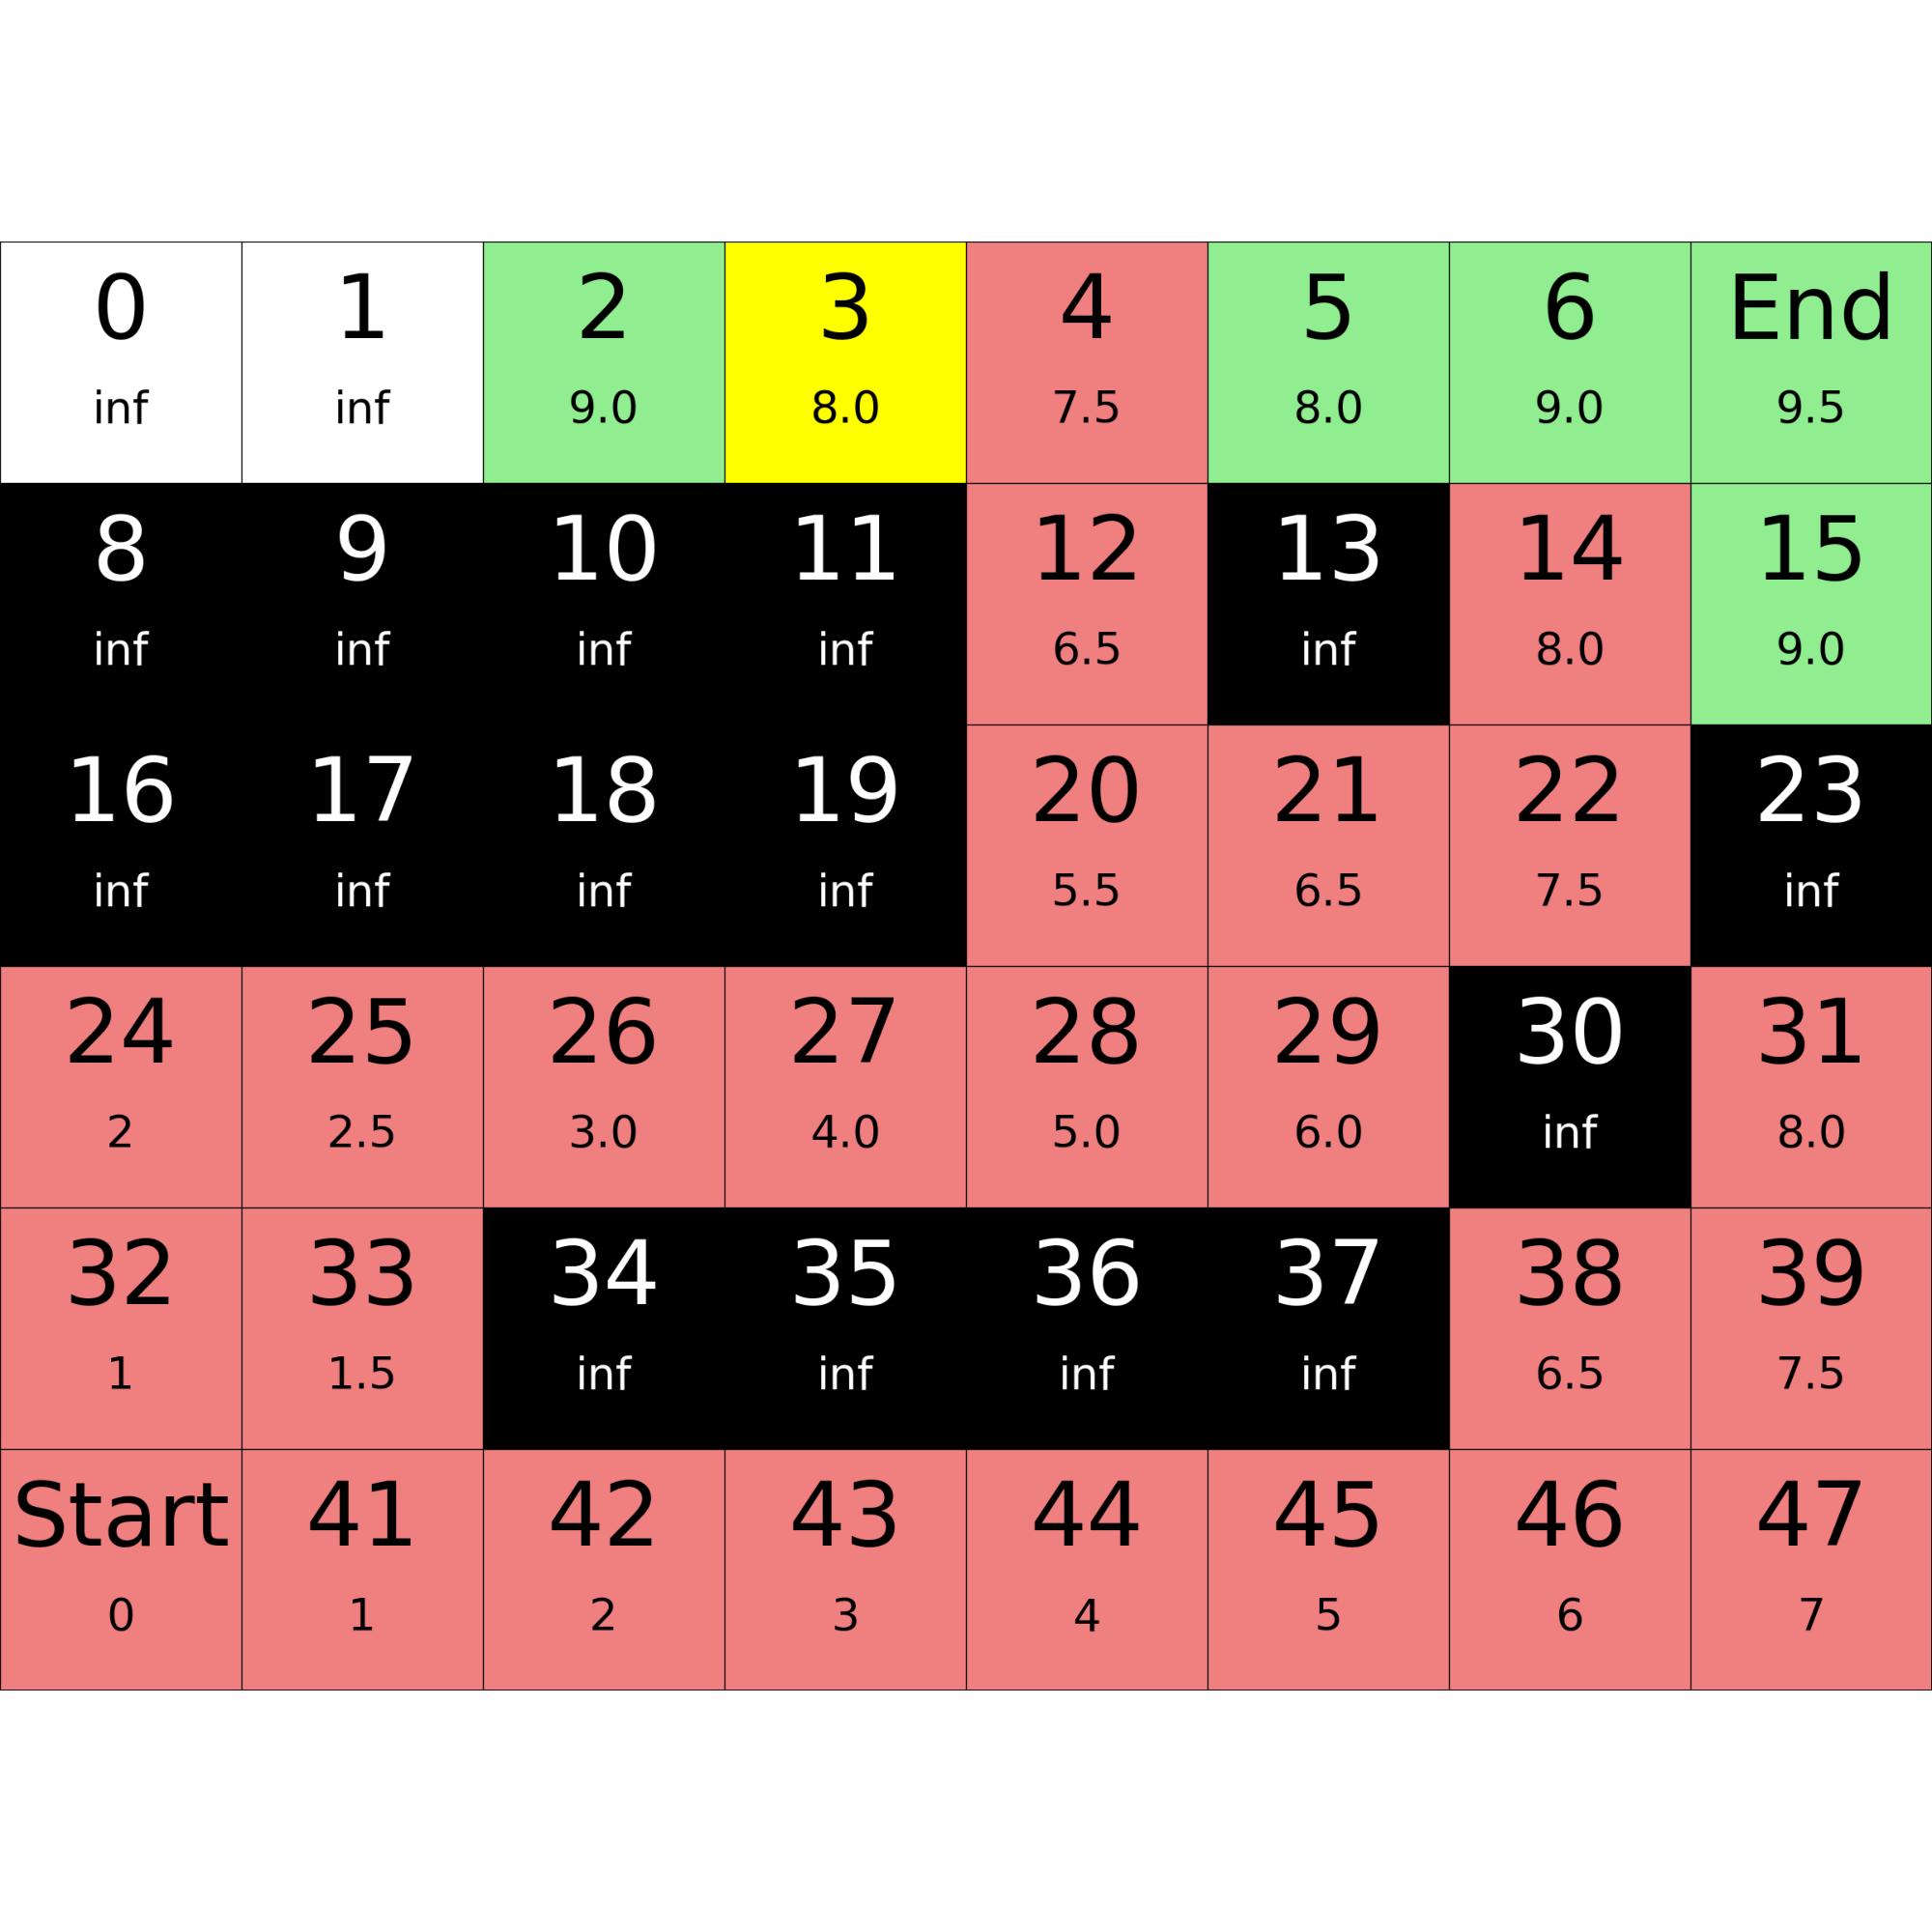 0 1 2 3 4 5 6 End
inf inf 9.0 8.0 7.5 8.0 9.0 9.5
8 9 10 11 12 13 14 15
inf inf inf inf 6.5 inf 8.0 9.0
16 17 18 19 20 21 22 23
inf inf inf inf 5.5 6.5 7.5 inf
24 25 26 27 28 29 30 31
2 2.5 3.0 4.0 5.0 6.0 inf 8.0
32 33 34 35 36 37 38 39
1 1.5 inf inf inf inf 6.5 7.5
Start 41 42 43 44 45 46 47
0 1 2 3 4 5 6 7